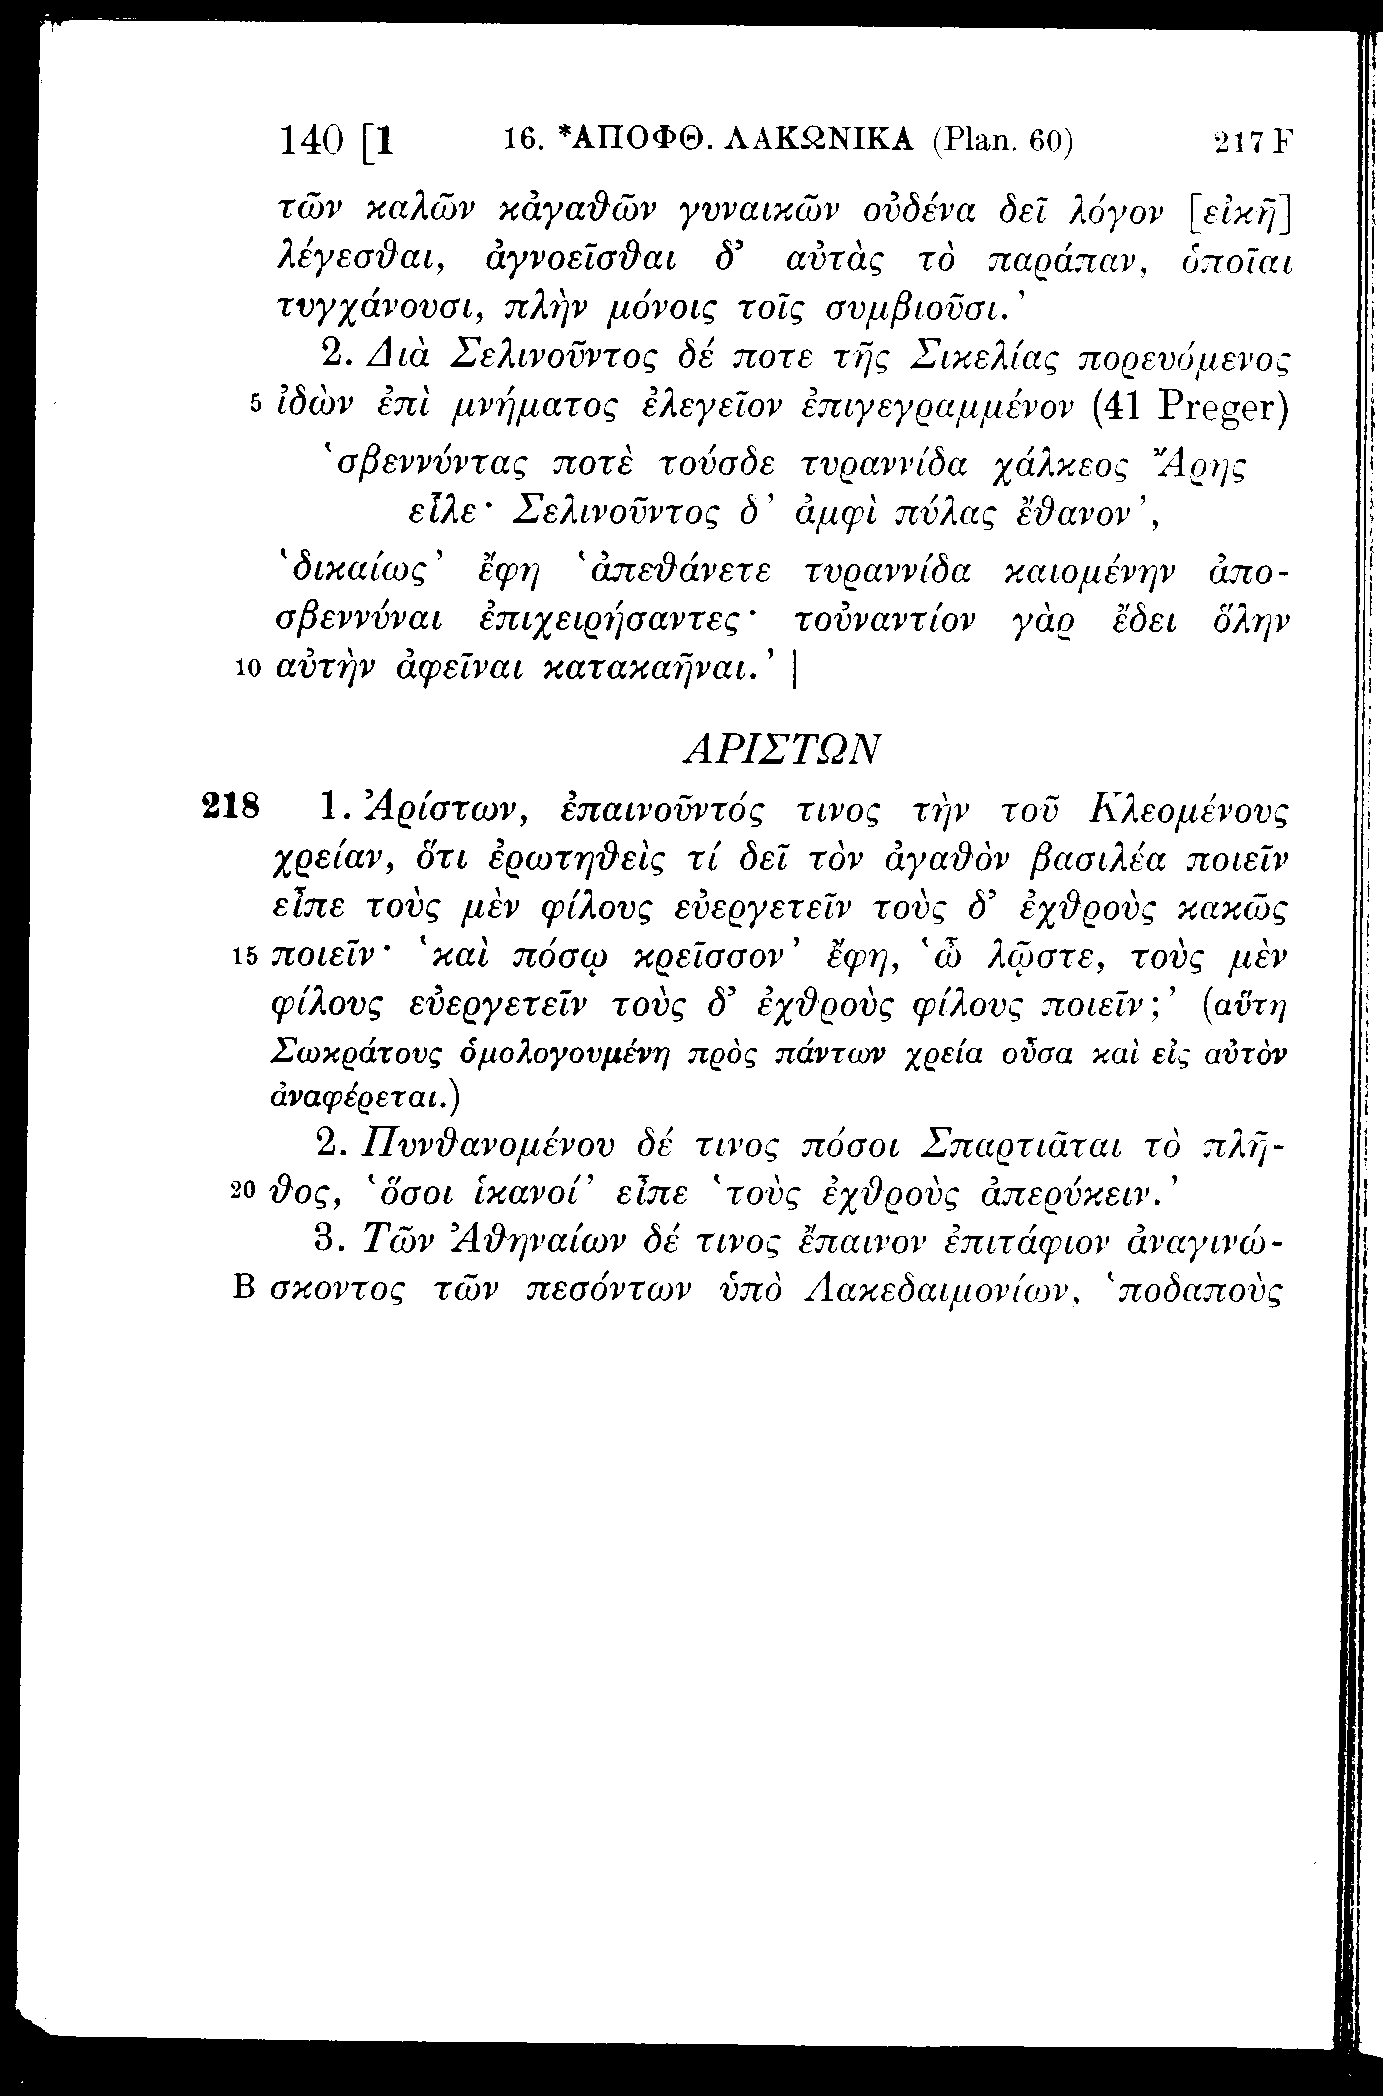 140 [1 16. *ΑΠΟΦΘ. ΛΑΚΩΝΙΚΑ (Plan. 60) 217 F
τῶν καλῶν κἀγαθῶν γυναικῶν οὐδένα δεῖ λόγον [εἰκῆ]
λέγεσθαι, ἀγνοεῖσθαι δ’ αὐτὰς τὸ παράπαν, ὁποῖαι
τυγχάνουσι, πλὴν μόνοις τοῖς συμβιοῦσι.’
2. Διὰ Σελινοῦντος δέ ποτε τῆς Σικελίας πορευόμενος
5 ἰδὼν ἐπὶ μνήματος ἐλεγεῖον ἐπιγεγραμμένον (41 Preger)
‘σβεννύντας ποτὲ τούσδε τυραννίδα χάλκεος Ἄρης
εἷλε· Σελινοῦντος δ’ ἀμφὶ πύλας ἔθανον’,
‘δικαίως’ ἔφη ‘ἀπεθάνετε τυραννίδα καιομένην ἀπο-
σβεννύναι ἐπιχειρήσαντες· τοὐναντίον γὰρ ἔδει ὅλην
10 αὐτὴν ἀφεῖναι κατακαῆναι.’ |
ΑΡΙΣΤΩΝ
218 1. Ἀρίστων, ἐπαινοῦντός τινος τὴν τοῦ Κλεομένους
χρείαν, ὅτι ἐρωτηθεὶς τί δεῖ τὸν ἀγαθὸν βασιλέα ποιεῖν
εἶπε τοὺς μὲν φίλους εὐεργετεῖν τοὺς δ’ ἐχθροὺς κακῶς
15 ποιεῖν· ‘καὶ πόσῳ κρεῖσσον’ ἔφη, ‘ὦ λῷστε, τοὺς μὲν
φίλους εὐεργετεῖν τοὺς δ’ ἐχθροὺς φίλους ποιεῖν;’ (αὕτη
Σωκράτους ὁμολογουμένη πρὸς πάντων χρεία οὖσα καὶ εἰς αὐτὸν
ἀναφέρεται.)
2. Πυνθανομένου δέ τινος πόσοι Σπαρτιᾶται τὸ πλῆ-
20 θος, ‘ὅσοι ἱκανοί’ εἶπε ‘τοὺς ἐχθροὺς ἀπερύκειν.’
3. Τῶν Ἀθηναίων δέ τινος ἔπαινον ἐπιτάφιον ἀναγινώ-
B σκοντος τῶν πεσόντων ὑπὸ Λακεδαιμονίων, ‘ποδαποὺς